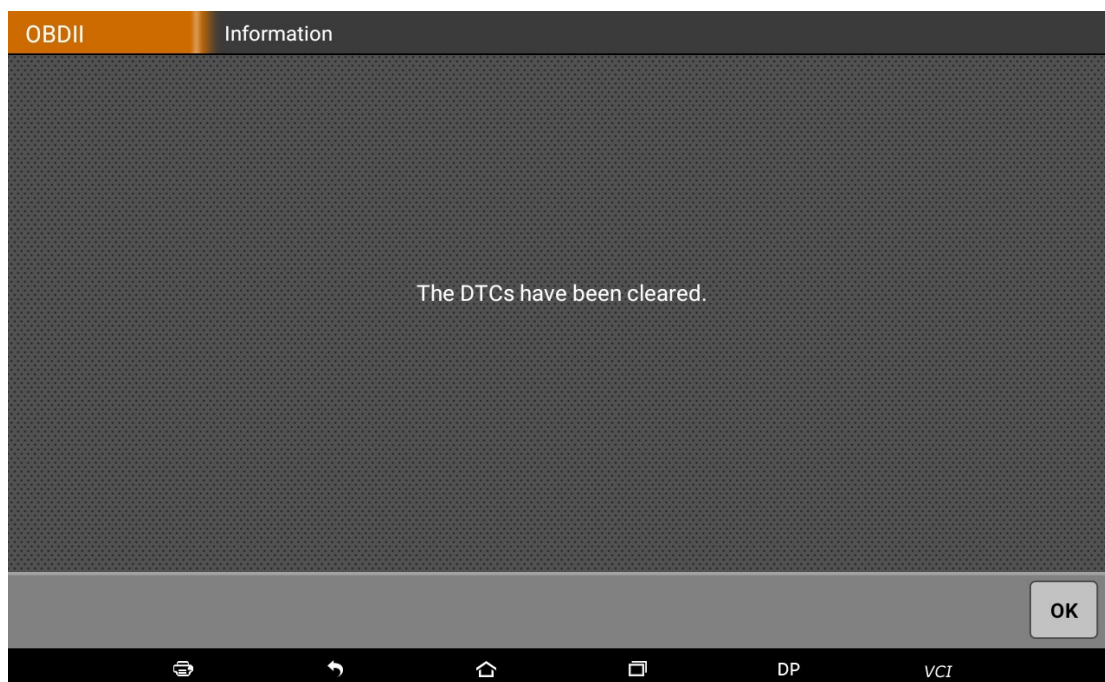 OBDII
Information
The DTCs have been cleared.
OK
DP
VCI